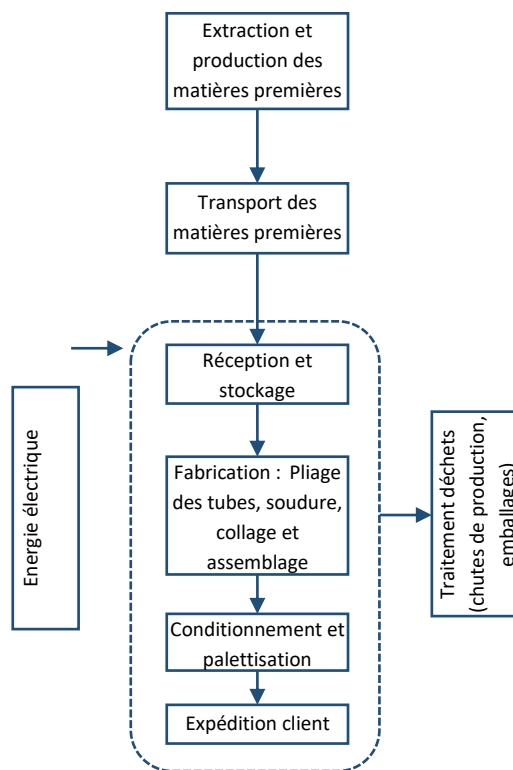 Extraction et
production des
matières premières
Transport des
matières premières
Réception et
stockage
Energie électrique
Fabrication : Pliage
des tubes, soudure,
collage et
assemblage
Traitement déchets
(chutes de production,
emballages)
Conditionnement et
palettisation
Expédition client